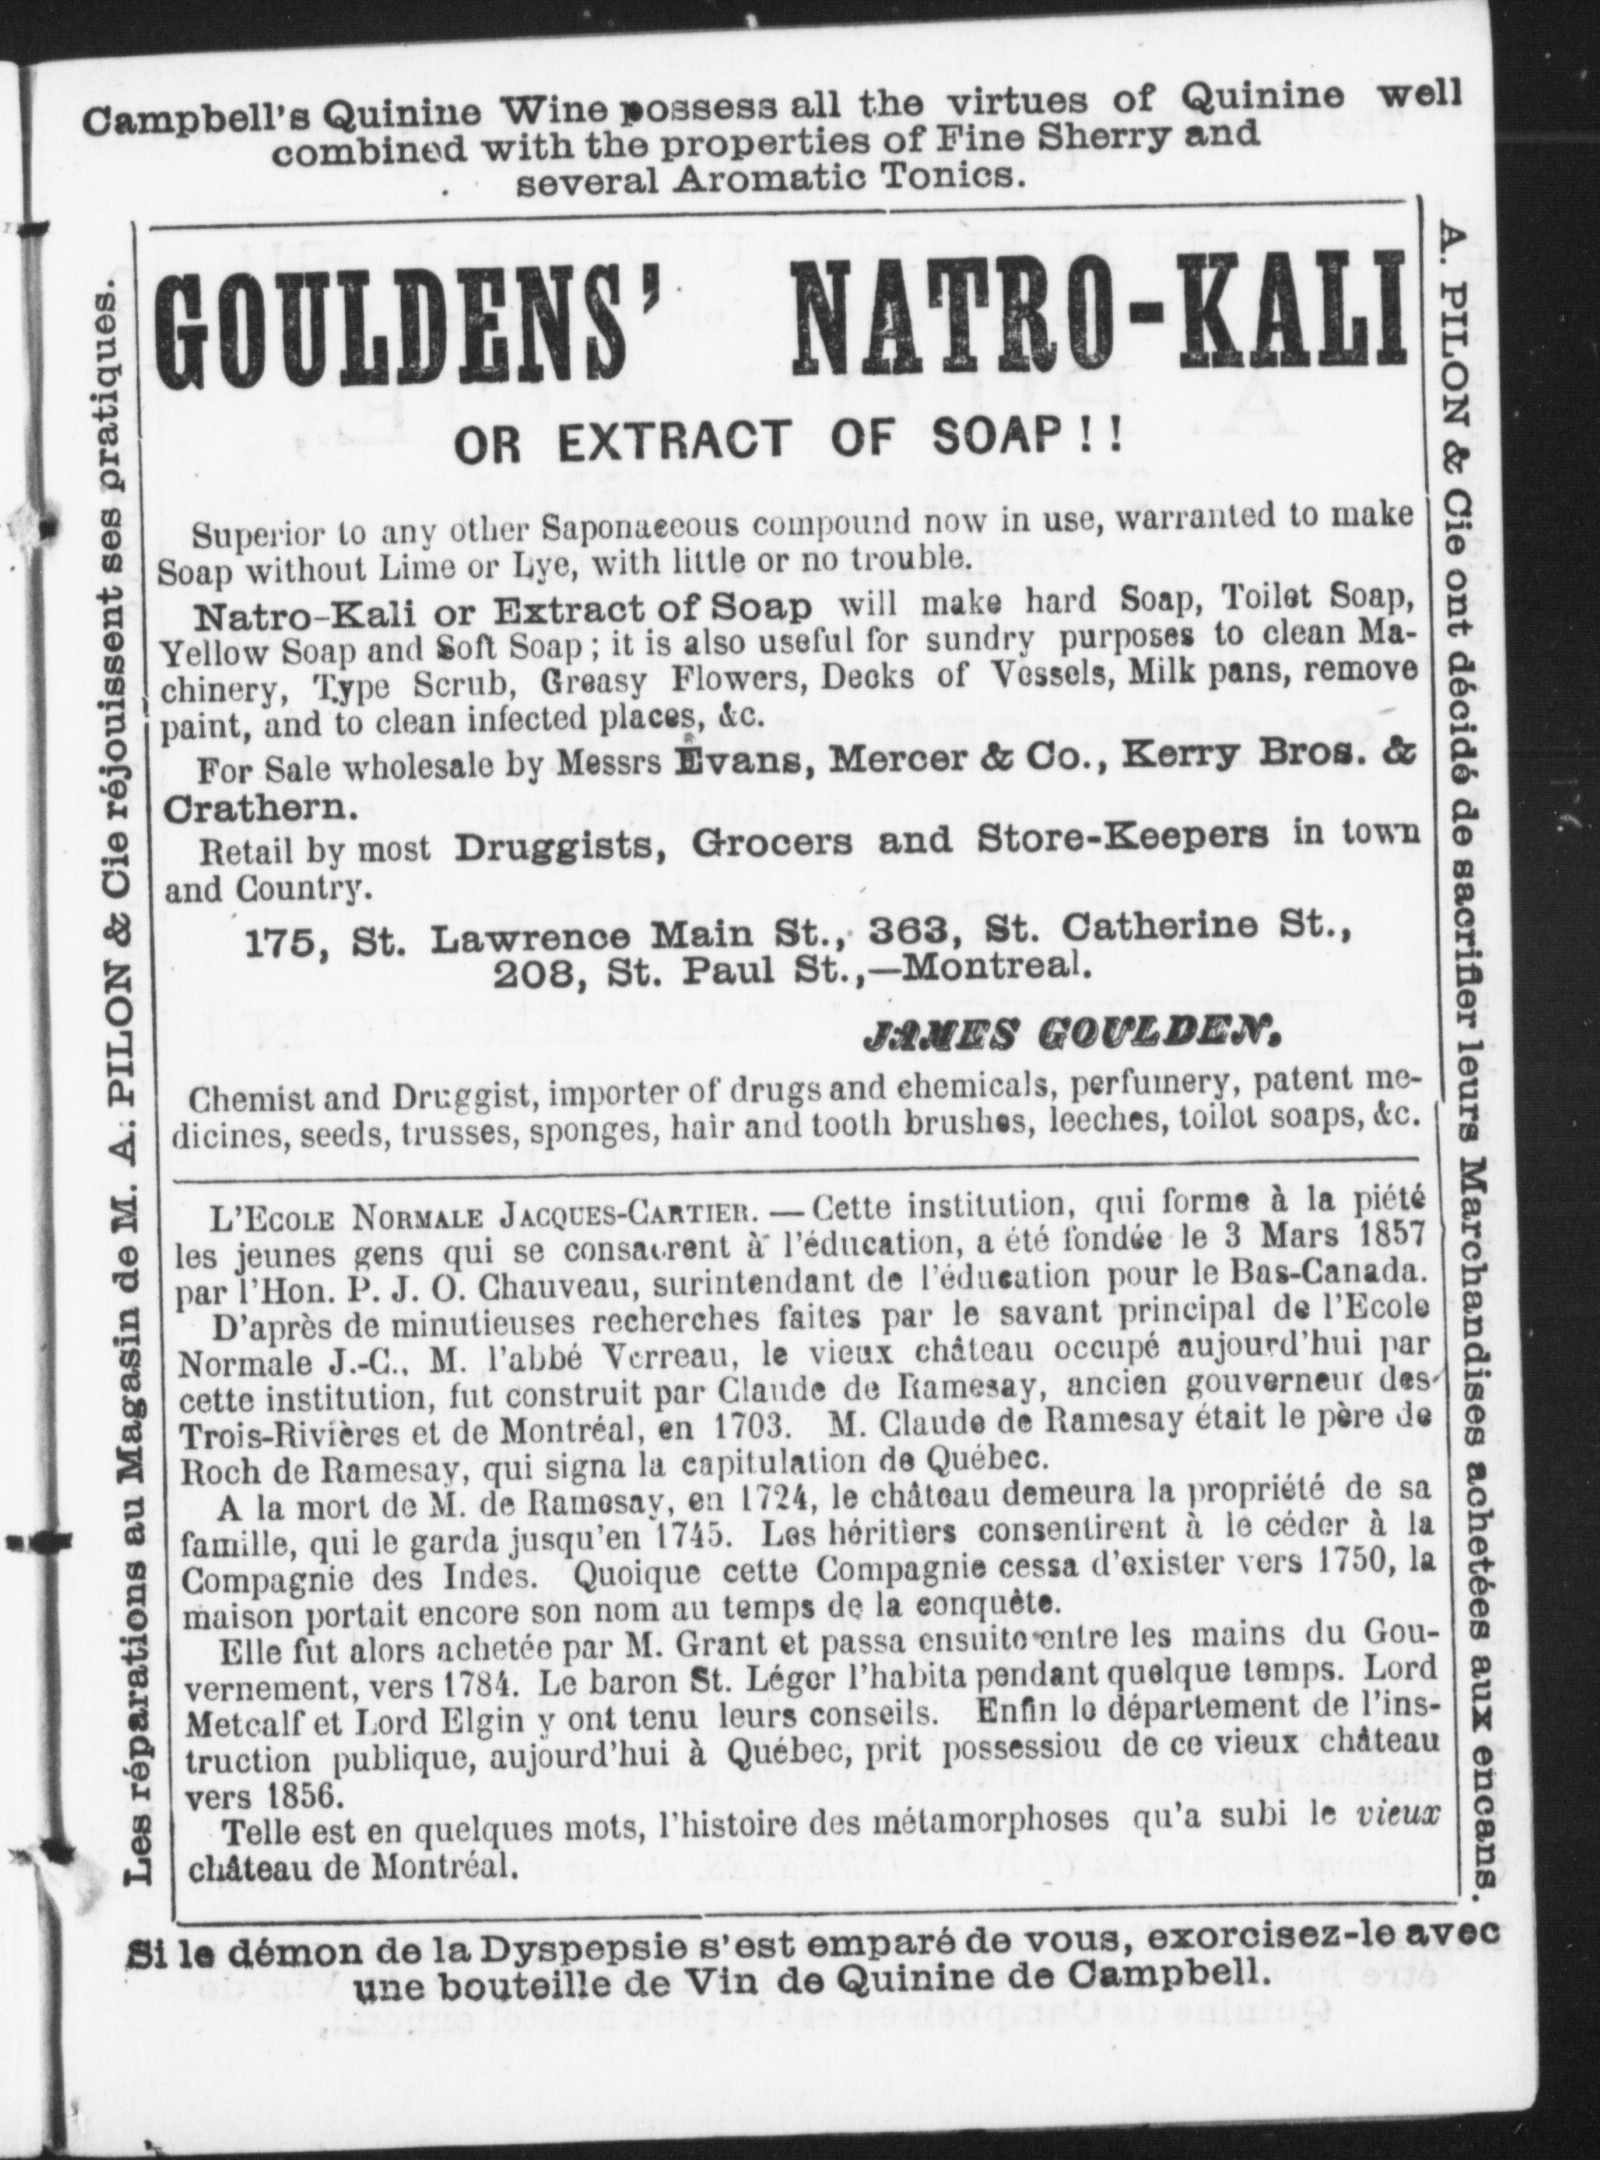 Campbell's Quinine Wine possess all the virtues of Quinine well
combined with the properties of Fine Sherry and
several Aromatic Tonics.
Les réparations au Magasin de M. A. PILON & Cie réjouissent ses pratiques.
GOULDENS' NATRO-KALI
OR EXTRACT OF SOAP!!
Superior to any other Saponaceous compound now in use, warranted to make
Soap without Lime or Lye, with little or no trouble.
Natro-Kali or Extract of Soap will make hard Soap, Toilet Soap,
Yellow Soap and Soft Soap; it is also useful for sundry purposes to clean Ma-
chinery, Type Scrub, Greasy Flowers, Decks of Vessels, Milk pans, remove
paint, and to clean infected places, &c.
For Sale wholesale by Messrs Evans, Mercer & Co., Kerry Bros. &
Crathern.
Retail by most Druggists, Grocers and Store-Keepers in town
and Country.
175, St. Lawrence Main St., 363, St. Catherine St.,
208, St. Paul St.,—Montreal.
JAMES GOULDEN.
Chemist and Druggist, importer of drugs and chemicals, perfumery, patent me-
dicines, seeds, trusses, sponges, hair and tooth brushes, leeches, toilet soaps, &c.
L'ECOLE NORMALE JACQUES-CARTIER. — Cette institution, qui forme à la piété
les jeunes gens qui se consacrent à l'éducation, a été fondée le 3 Mars 1857
par l'Hon. P. J. O. Chauveau, surintendant de l'éducation pour le Bas-Canada.
D'après de minutieuses recherches faites par le savant principal de l'Ecole
Normale J.-C., M. l'abbé Verreau, le vieux château occupé aujourd'hui par
cette institution, fut construit par Claude de Ramesay, ancien gouverneur des
Trois-Rivières et de Montréal, en 1703. M. Claude de Ramesay était le père de
Roch de Ramesay, qui signa la capitulation de Québec.
A la mort de M. de Ramesay, en 1724, le château demeura la propriété de sa
famille, qui le garda jusqu'en 1745. Les héritiers consentirent à le céder à la
Compagnie des Indes. Quoique cette Compagnie cessa d'exister vers 1750, la
maison portait encore son nom au temps de la conquête.
Elle fut alors achetée par M. Grant et passa ensuite entre les mains du Gou-
vernement, vers 1784. Le baron St. Léger l'habita pendant quelque temps. Lord
Metcalf et Lord Elgin y ont tenu leurs conseils. Enfin le département de l'ins-
truction publique, aujourd'hui à Québec, prit possessiou de ce vieux château
vers 1856.
Telle est en quelques mots, l'histoire des métamorphoses qu'a subi le vieux
château de Montréal.
A. PILON & Cie ont décidé de sacrifier leurs Marchandises achetées aux encans.
Si le démon de la Dyspepsie s'est emparé de vous, exorcisez-le avec
une bouteille de Vin de Quinine de Campbell.